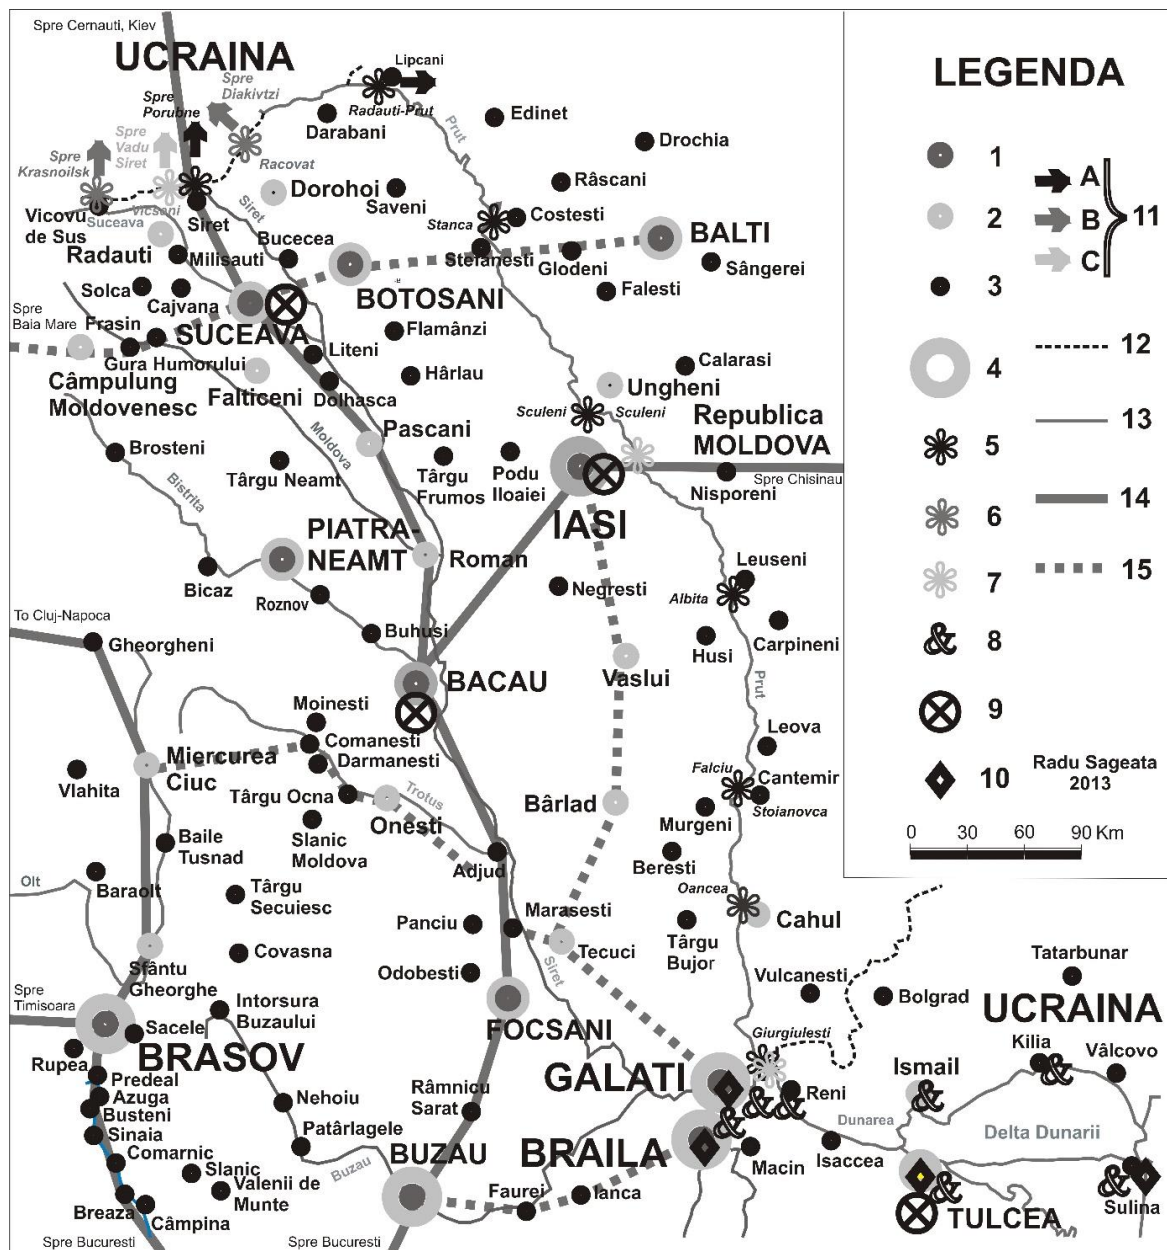 Spre Cernauti, Kiev
UCRAINA
Spre
Diakivtzi
Lipcani
Spre
Porubne
Radauti-Prut
Edinet
Darabani
Spre
Vadu
Siret
Spre
Krasnoilsk
Prut
Drochia
Racovat
Dorohoi
Râscani
Saveni
Vicovu
de Sus
Suceava
Vicsani
Siret
Siret
Stanca
Costesti
Bucecea
BALTI
Radauti
Milisauti
Stefanesti
Glodeni
Sângerei
Solca
Cajvana
BOTOSANI
Falesti
Spre
Baia Mare
Frasin
SUCEAVA
Flamânzi
Gura Humorului
Liteni
Calarasi
Câmpulung
Moldovenesc
Falticeni
Dolhasca
Hârlau
Ungheni
Sculeni
Sculeni
Republica
MOLDOVA
Moldova
Pascani
Brosteni
Târgu Neamt
Târgu
Frumos
Podu
Iloaiei
Nisporeni
Spre Chisinau
Bistrita
IASI
PIATRA-
NEAMT
Roman
Leuseni
Bicaz
Roznov
Negresti
Albita
Carpineni
To Cluj-Napoca
Gheorgheni
Buhusi
Husi
Vaslui
Prut
BACAU
Moinesti
Leova
Comanesti
Miercurea
Ciuc
Darmanesti
Falciu
Cantemir
Vlahita
Târgu Ocna
Trotus
Bârlad
Stoianovca
Onesti
Murgeni
Slanic
Moldova
Baile
Tusnad
Adjud
Beresti
Olt
Baraolt
Târgu
Secuiesc
Oancea
Panciu
Marasesti
Cahul
Covasna
Tecuci
Târgu
Bujor
Tatarbunar
Sfântu
Gheorghe
Odobesti
Siret
Vulcanesti
Bolgrad
Spre
Timisoara
Intorsura
Buzaului
UCRAINA
Sacele
FOCSANI
Giurgiulesti
Kilia
Vâlcovo
BRASOV
Rupea
GALATI
Ismail
Predeal
Azuga
Râmnicu
Sarat
Reni
Busteni
Nehoiu
Dunarea
Sinaia
Patârlagele
Delta Dunarii
Comarnic
BUZAU
BRAILA
Isaccea
Macin
Slanic
Buzau
Valenii de
Munte
Faurei
Ianca
Sulina
Breaza
Câmpina
TULCEA
Spre Bucuresti
Spre Bucuresti
LEGENDA
1
2
3
4
5
6
7
8
9
10
A
B
C
11
12
13
14
15
Radu Sageata
2013
0 30 60 90 Km